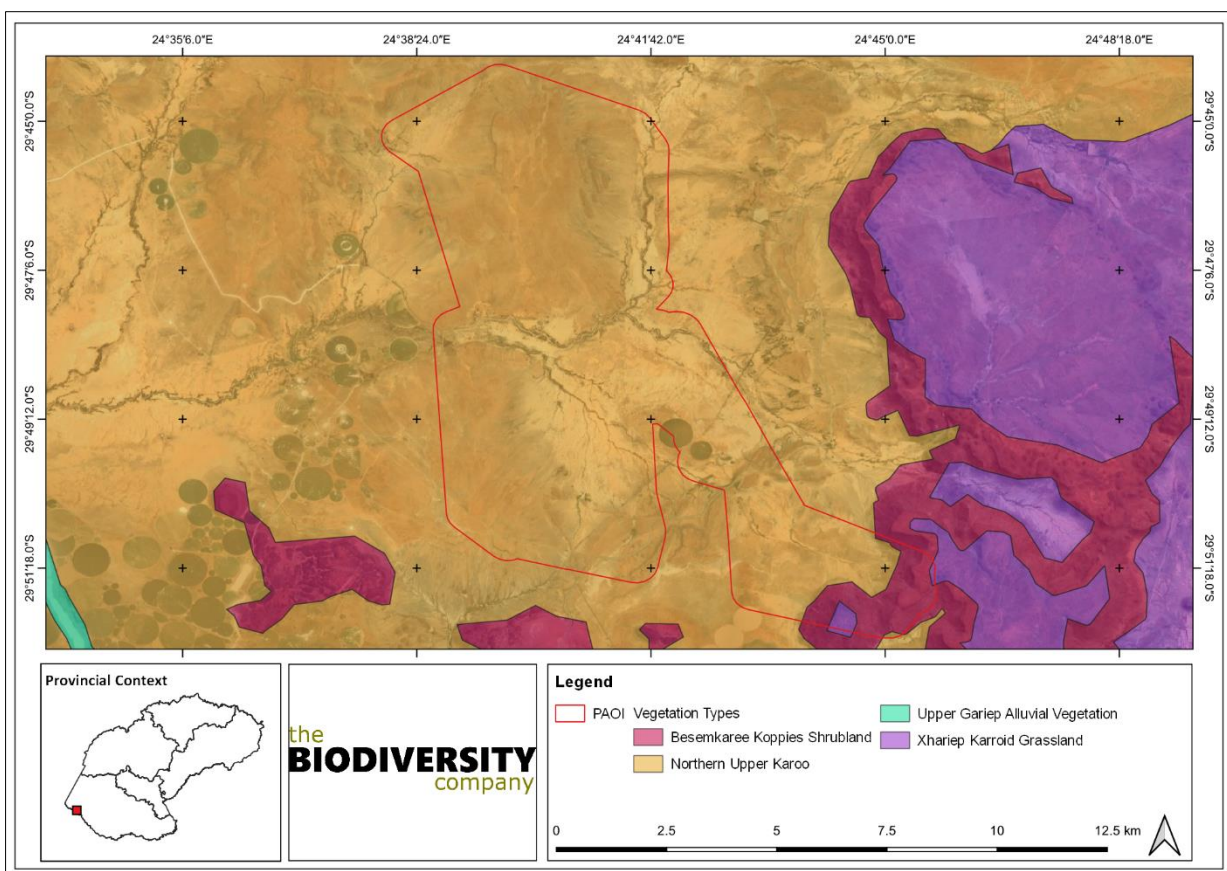 24°35'6.0"E 24°38'24.0"E 24°41'42.0"E 24°45'0.0"E 24°48'18.0"E
29°45'0.0"S 29°45'0.0"S
29°47'6.0"S 29°47'6.0"S
29°49'12.0"S 29°49'12.0"S
29°51'18.0"S 29°51'18.0"S
Provincial Context
the
BIODIVERSITY
company
Legend
PAOI Vegetation Types
Besemkaree Koppies Shrubland
Northern Upper Karoo
Upper Gariep Alluvial Vegetation
Xhariep Karroid Grassland
0 2.5 5 7.5 10 12.5 km